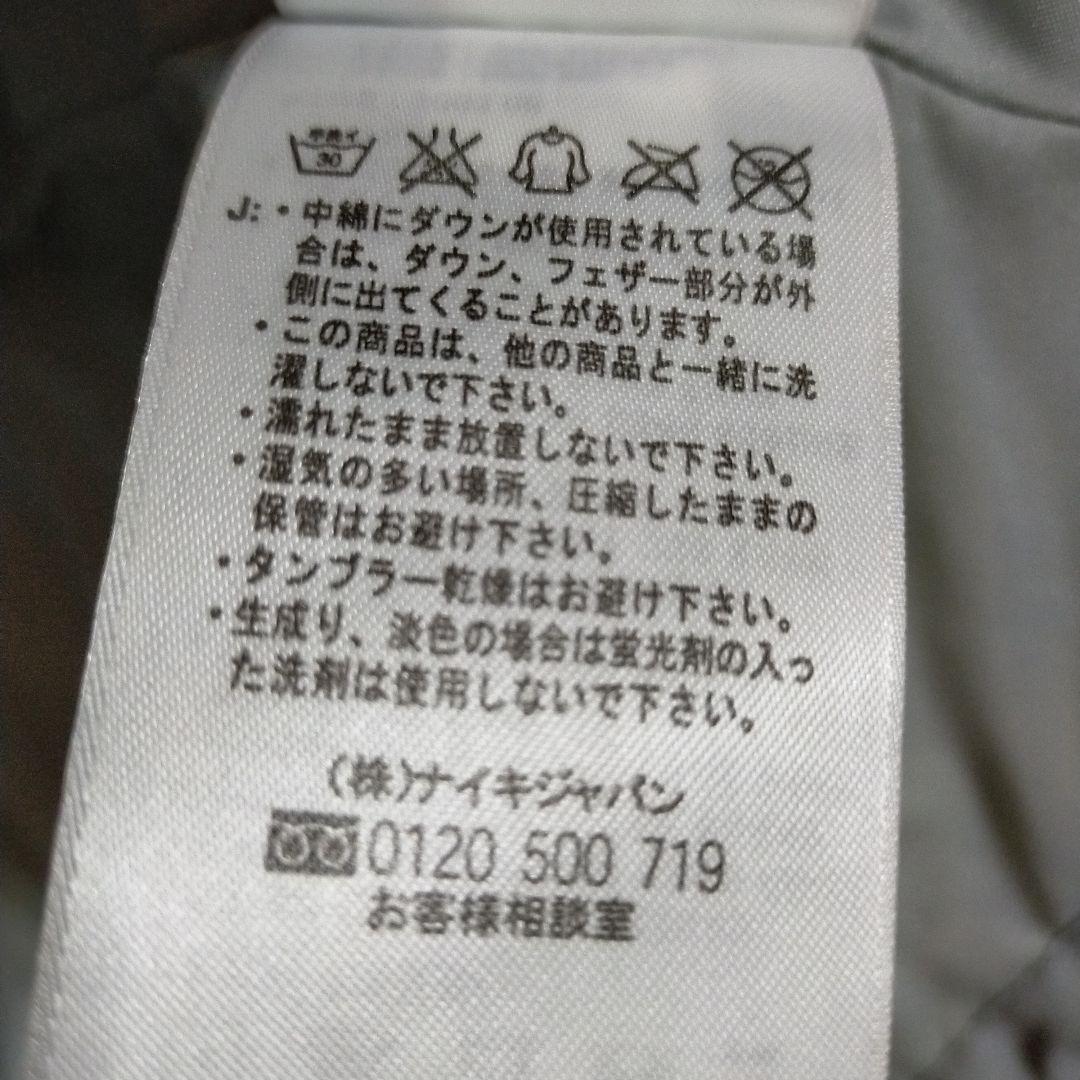 手洗イ
30
J:・中綿にダウンが使用されている場
合は、ダウン、フェザー部分が外
側に出てくることがあります。
・この商品は、他の商品と一緒に洗
濯しないで下さい。
・濡れたまま放置しないで下さい。
・湿気の多い場所、圧縮したままの
保管はお避け下さい。
・タンブラー乾燥はお避け下さい。
・生成り、淡色の場合は蛍光剤の入っ
た洗剤は使用しないで下さい。
(株)ナイキジャパン
0120 500 719
お客様相談室